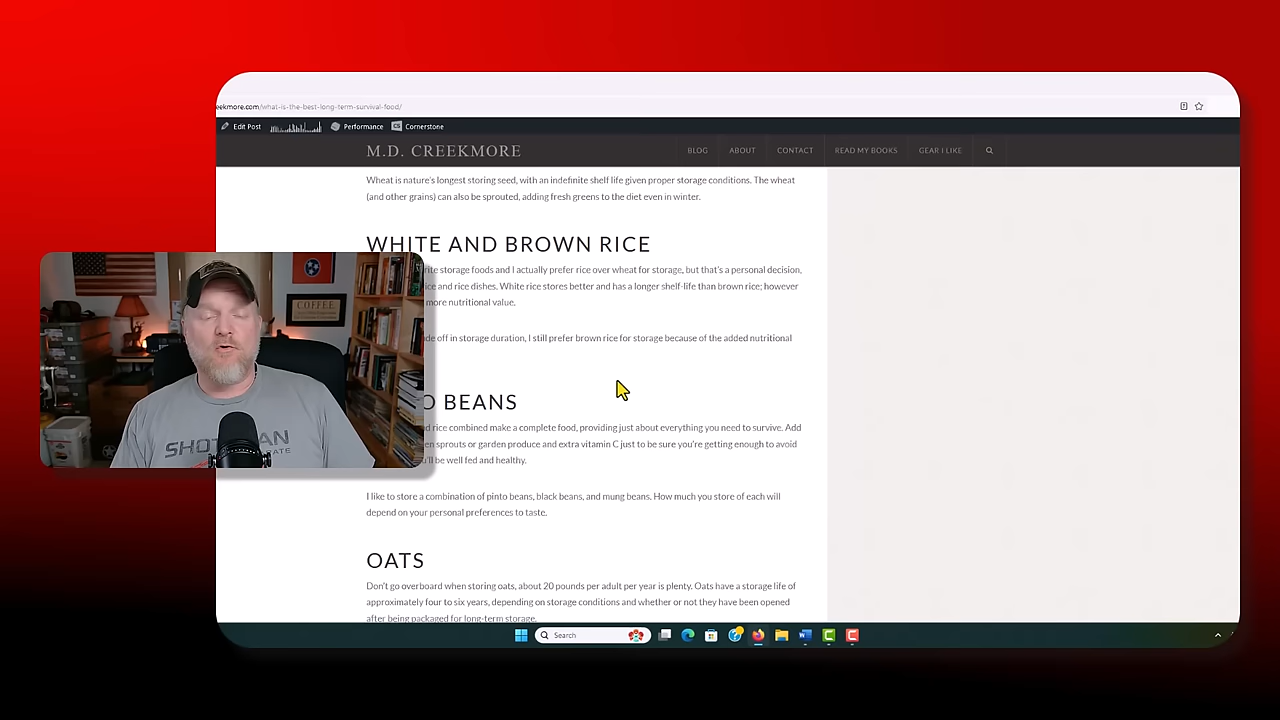 eekmore.com/what-is-the-best-long-term-survival-food/
Edit Post Performance Cornerstone
M.D. CREEKMORE BLOG ABOUT CONTACT READ MY BOOKS GEAR I LIKE
Wheat is nature's longest storing seed, with an indefinite shelf life given proper storage conditions. The wheat
(and other grains) can also be sprouted, adding fresh greens to the diet even in winter.
WHITE AND BROWN RICE
storage foods and I actually prefer rice over wheat for storage, but that's a personal decision,
and rice dishes. White rice stores better and has a longer shelf-life than brown rice; however
more nutritional value.
off in storage duration, I still prefer brown rice for storage because of the added nutritional
O BEANS
rice combined make a complete food, providing just about everything you need to survive. Add
sprouts or garden produce and extra vitamin C just to be sure you're getting enough to avoid
be well fed and healthy.
I like to store a combination of pinto beans, black beans, and mung beans. How much you store of each will
depend on your personal preferences to taste.
OATS
Don't go overboard when storing oats, about 20 pounds per adult per year is plenty. Oats have a storage life of
approximately four to six years, depending on storage conditions and whether or not they have been opened
after being packaged for long-term storage.
COFFEE
Search